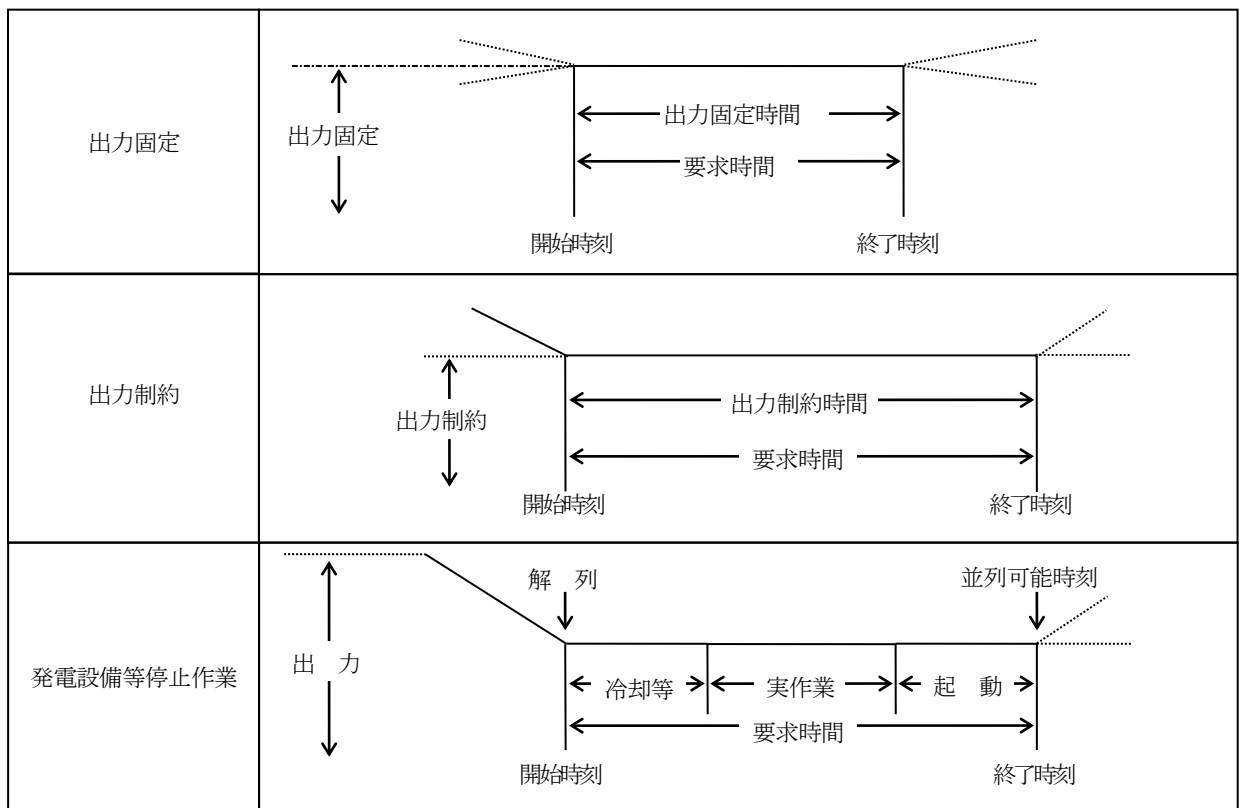 出力固定
出力固定
出力固定時間
要求時間
開始時刻
終了時刻
出力制約
出力制約
出力制約時間
要求時間
開始時刻
終了時刻
発電設備等停止作業
出 力
解 列
並列可能時刻
冷却等
実作業
起 動
要求時間
開始時刻
終了時刻